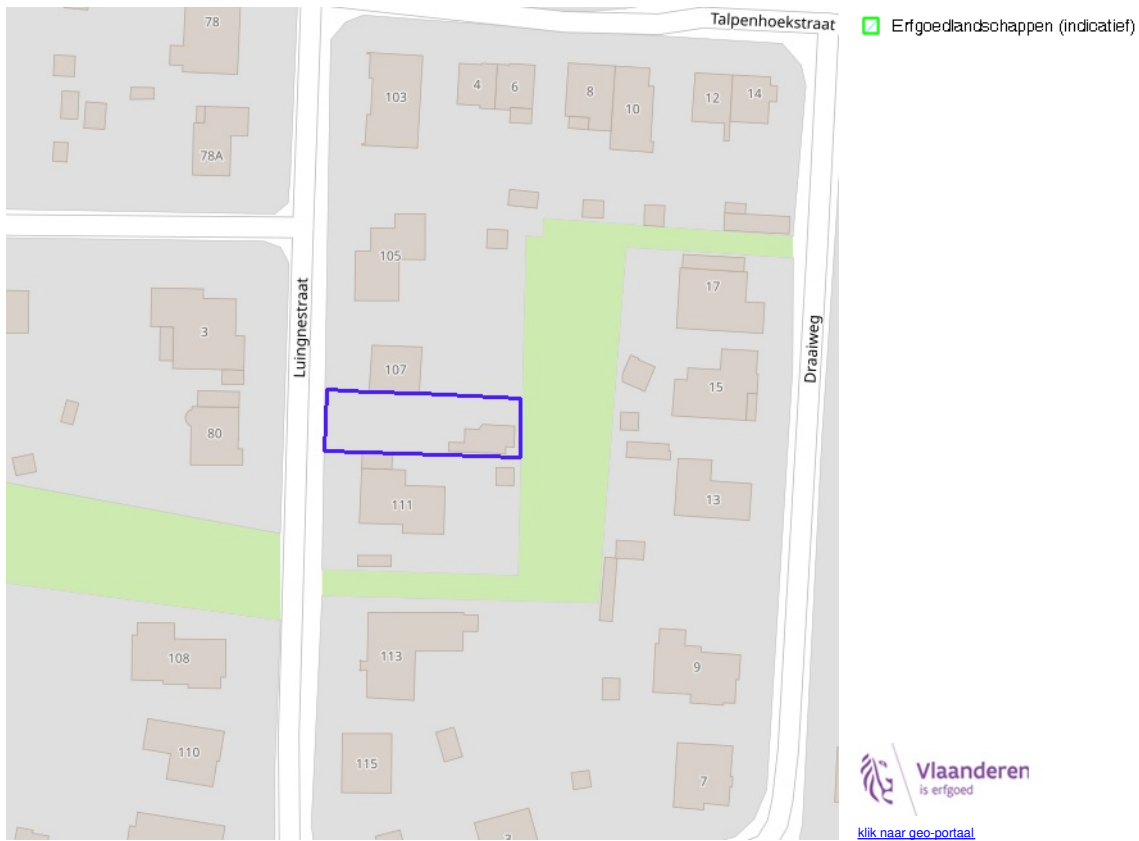 Talpenhoekstraat
Erfgoedlandschappen (indicatief)
78
103
4
6
8
10
12
14
78A
105
17
Luingnestraat
3
Draaiweg
107
15
80
13
111
108
113
9
110
115
7
3
Vlaanderen
is erfgoed
klik naar geo-portaal